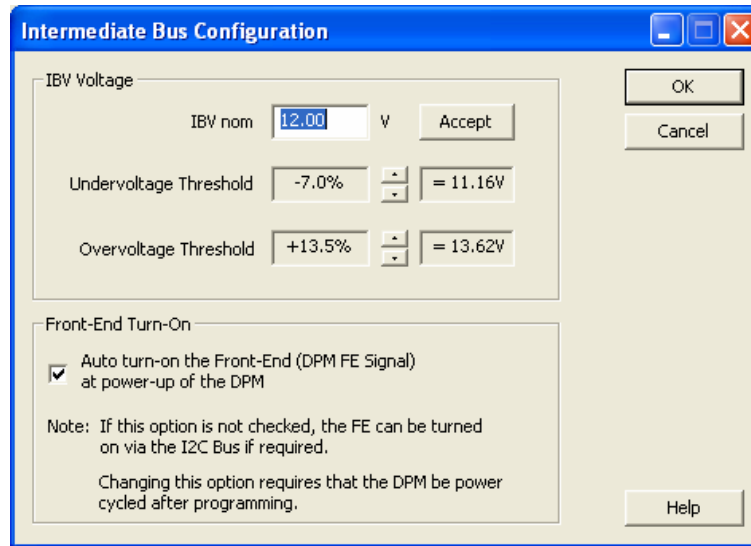 Intermediate Bus Configuration
IBV Voltage
IBV nom 12.00 V Accept
Undervoltage Threshold -7.0% = 11.16V
Overvoltage Threshold +13.5% = 13.62V
Front-End Turn-On
Auto turn-on the Front-End (DPM FE Signal)
at power-up of the DPM
Note: If this option is not checked, the FE can be turned
on via the I2C Bus if required.
Changing this option requires that the DPM be power
cycled after programming.
OK
Cancel
Help